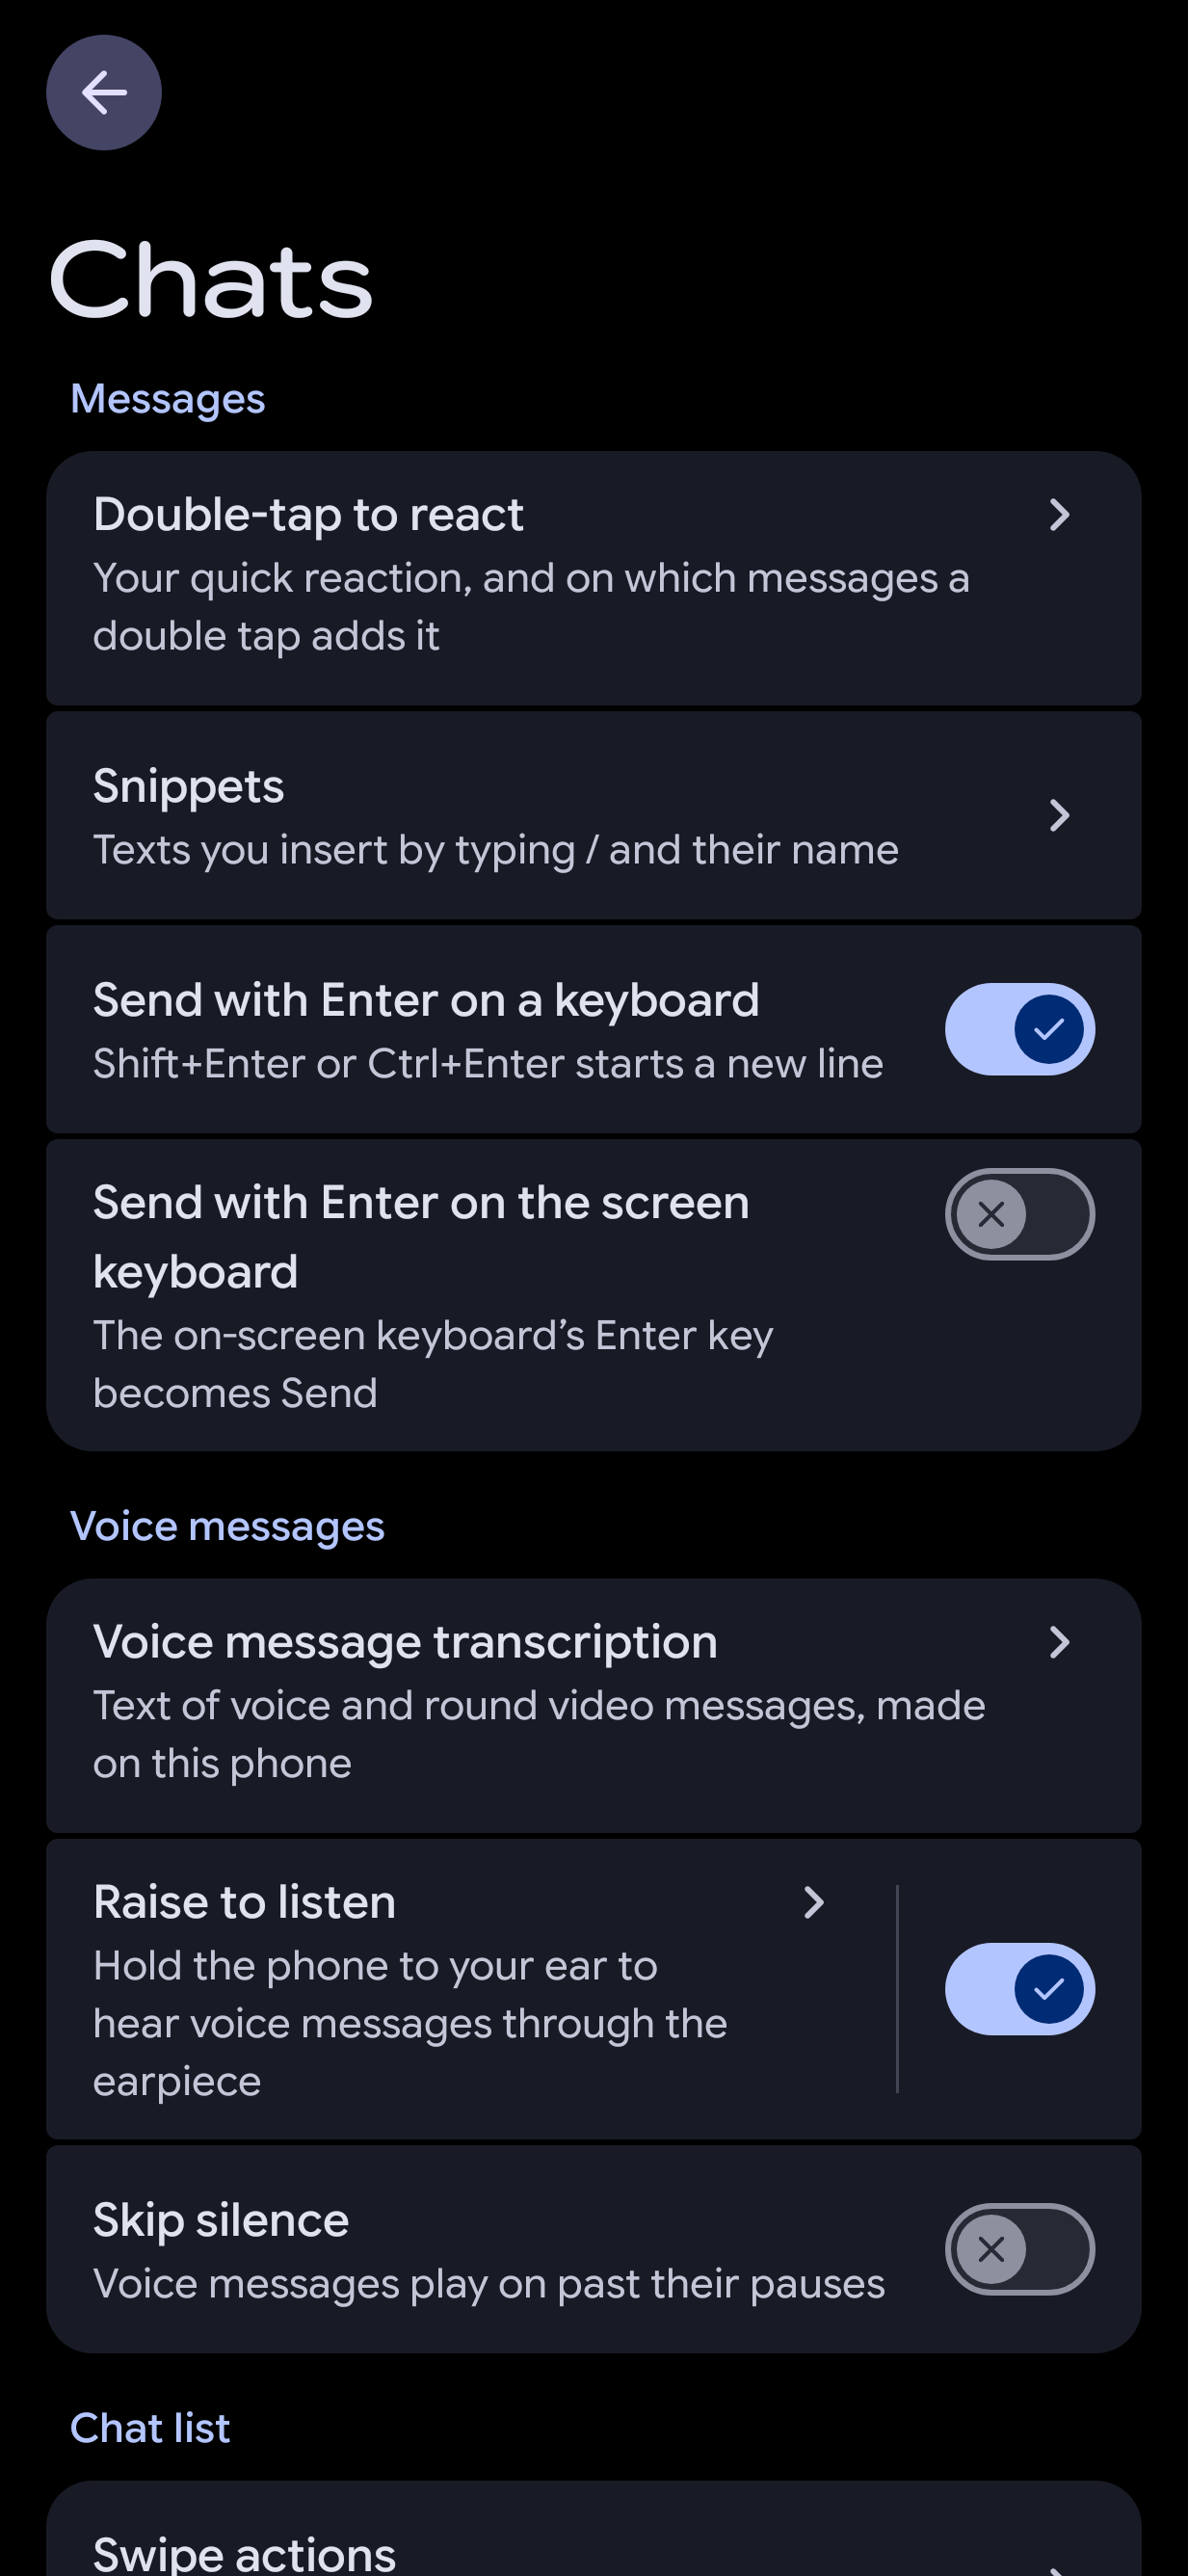 Chats
Messages
Double-tap to react
Your quick reaction, and on which messages a
double tap adds it
Snippets
Texts you insert by typing / and their name
Send with Enter on a keyboard
Shift+Enter or Ctrl+Enter starts a new line
Send with Enter on the screen
keyboard
The on-screen keyboard’s Enter key
becomes Send
Voice messages
Voice message transcription
Text of voice and round video messages, made
on this phone
Raise to listen
Hold the phone to your ear to
hear voice messages through the
earpiece
Skip silence
Voice messages play on past their pauses
Chat list
Swipe actions